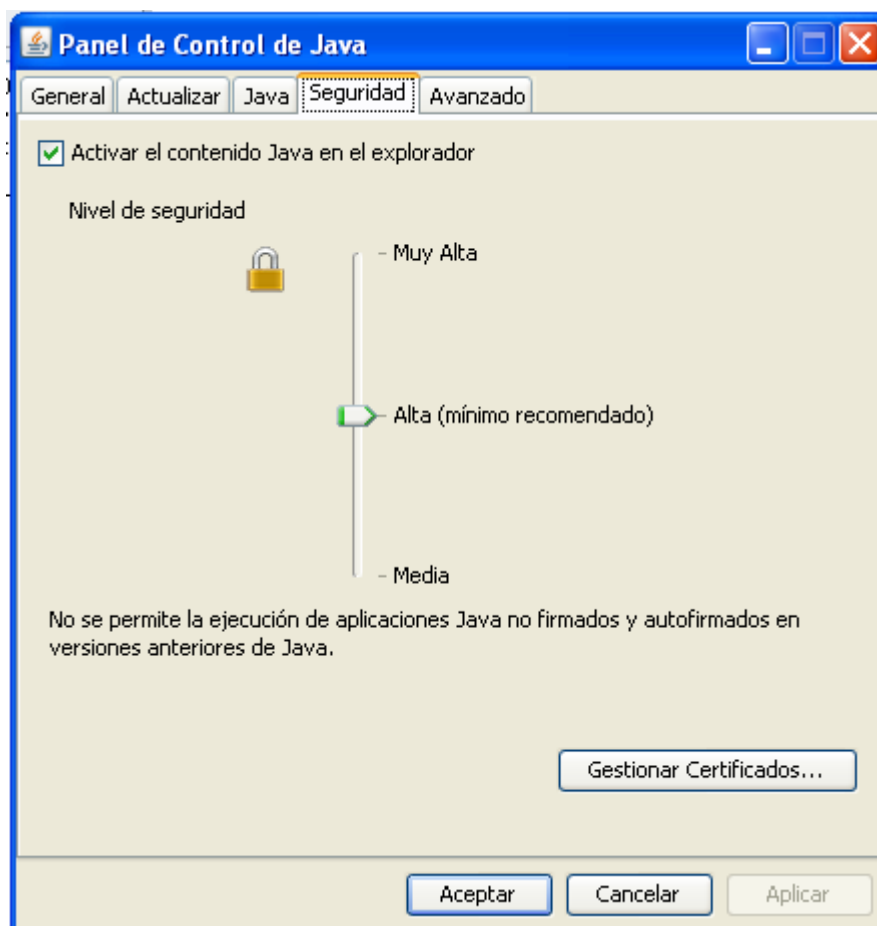 Panel de Control de Java
General Actualizar Java Seguridad Avanzado
Activar el contenido Java en el explorador
Nivel de seguridad
- Muy Alta
- Alta (mínimo recomendado)
- Media
No se permite la ejecución de aplicaciones Java no firmados y autofirmados en
versiones anteriores de Java.
Gestionar Certificados...
Aceptar Cancelar Aplicar